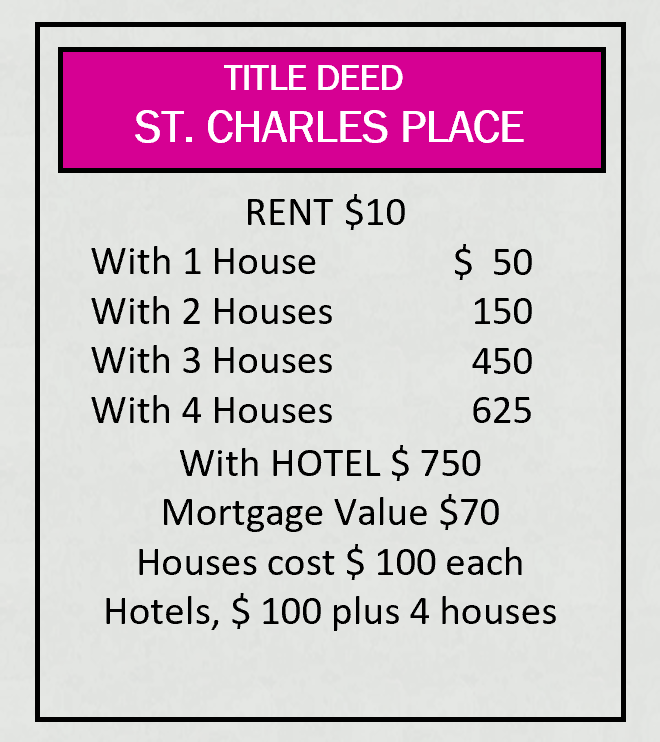 TITLE DEED
ST. CHARLES PLACE
RENT $10
With 1 House $ 50
With 2 Houses 150
With 3 Houses 450
With 4 Houses 625
With HOTEL $ 750
Mortgage Value $70
Houses cost $ 100 each
Hotels, $ 100 plus 4 houses